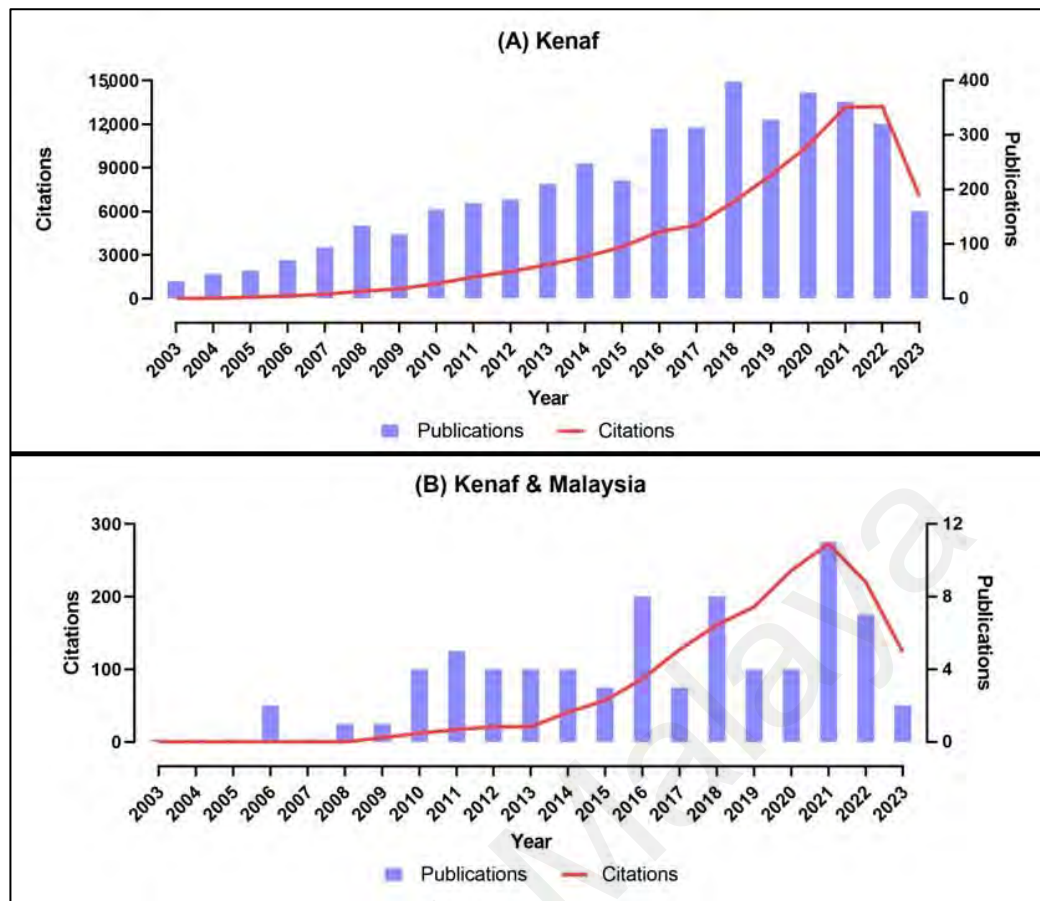 (A) Kenaf
15,000 400
12000 300
9000
6000 200
3000 100
0 0
Citations
Publications
2003 2004 2005 2006 2007 2008 2009 2010 2011 2012 2013 2014 2015 2016 2017 2018 2019 2020 2021 2022 2023
Year
Publications Citations
(B) Kenaf & Malaysia
300 12
200 8
100 4
0 0
Citations
Publications
2003 2004 2005 2006 2007 2008 2009 2010 2011 2012 2013 2014 2015 2016 2017 2018 2019 2020 2021 2022 2023
Year
Publications Citations
Malaya